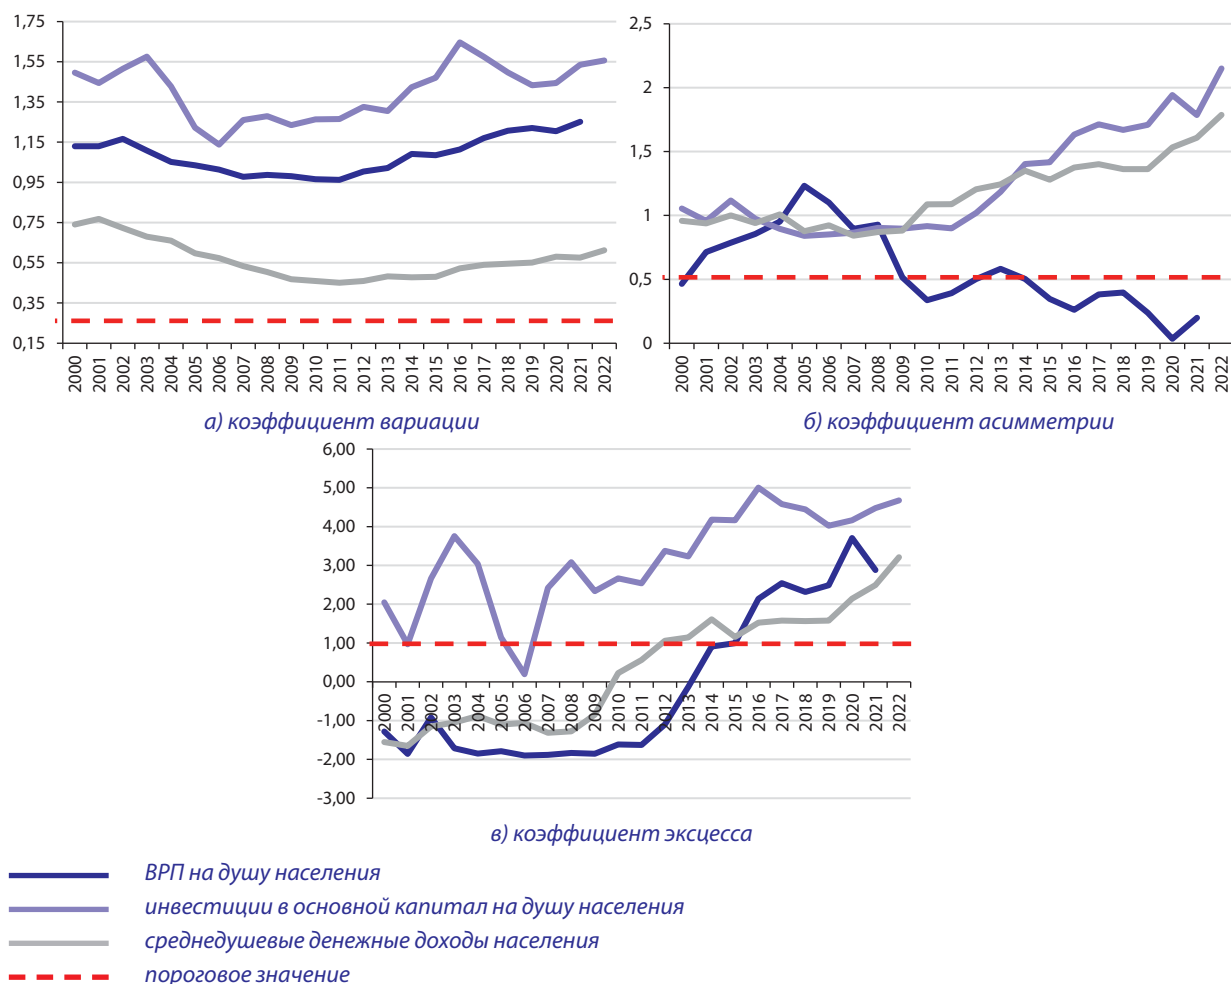 1,75
1,55
1,35
1,15
0,95
0,75
0,55
0,35
0,15
2000 2001 2002 2003 2004 2005 2006 2007 2008 2009 2010 2011 2012 2013 2014 2015 2016 2017 2018 2019 2020 2021 2022
а) коэффициент вариации
2,5
2
1,5
1
0,5
0
2000 2001 2002 2003 2004 2005 2006 2007 2008 2009 2010 2011 2012 2013 2014 2015 2016 2017 2018 2019 2020 2021 2022
б) коэффициент асимметрии
6,00
5,00
4,00
3,00
2,00
1,00
0,00
-1,00
-2,00
-3,00
2000 2001 2002 2003 2004 2005 2006 2007 2008 2009 2010 2011 2012 2013 2014 2015 2016 2017 2018 2019 2020 2021 2022
в) коэффициент эксцесса
ВРП на душу населения
инвестиции в основной капитал на душу населения
среднедушевые денежные доходы населения
пороговое значение